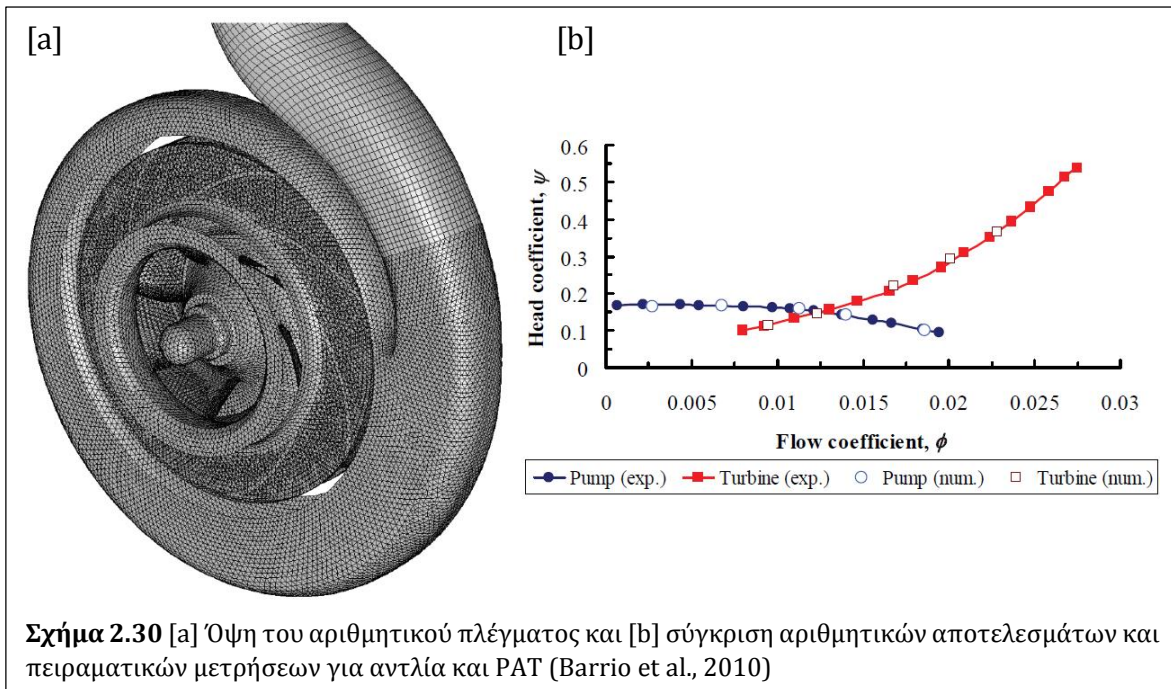 [a]
[b]
0.6
0.5
0.4
0.3
0.2
0.1
0
Head coefficient, ψ
0 0.005 0.01 0.015 0.02 0.025 0.03
Flow coefficient, ϕ
Pump (exp.) Turbine (exp.) Pump (num.) Turbine (num.)
Σχήμα 2.30 [a] Όψη του αριθμητικού πλέγματος και [b] σύγκριση αριθμητικών αποτελεσμάτων και
πειραματικών μετρήσεων για αντλία και PAT (Barrio et al., 2010)